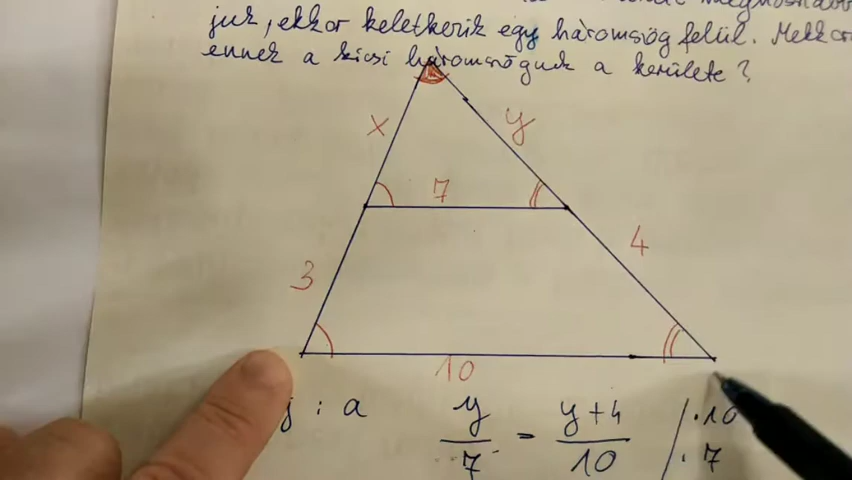 juk, ekkor keletkezik egy háromszög felül. Mekkora
ennek a kicsi háromszögnek a kerülete?
x
y
7
3
4
10
: a
y/7 = (y+4)/10 /·10
/·7